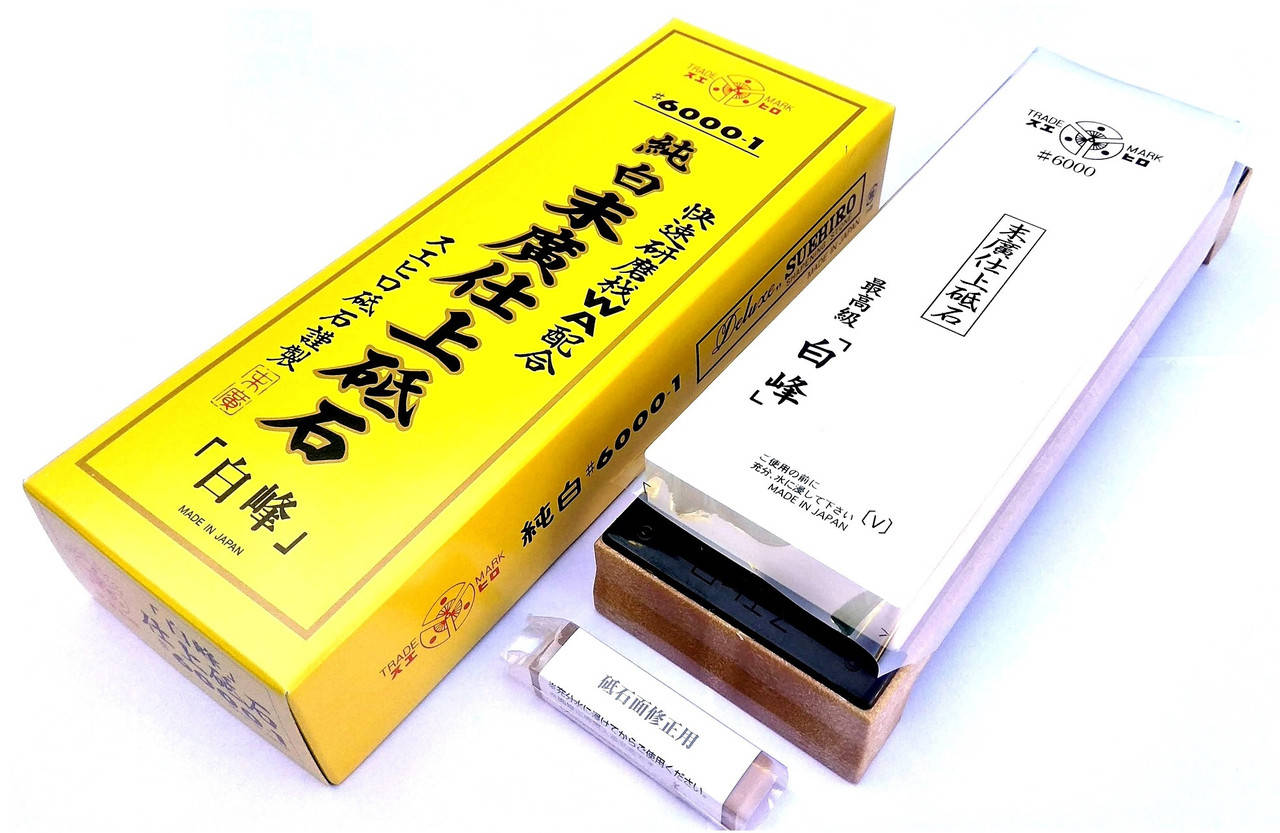 TRADE MARK
スエ ヒロ
#6000-1
快速研磨桟WA配合
純白末廣仕上砥石
スエヒロ砥石謹製
末廣
「白峰」
MADE IN JAPAN
"Deluxe" SUEHIRO
SHARPENING STONE
MADE IN JAPAN
純白#6000-1
TRADE MARK
スエ ヒロ
TRADE MARK
スエ ヒロ
#6000
末廣仕上砥石
最高級「白峰」
ご使用の前に
充分、水に浸して下さい
MADE IN JAPAN
〔V〕
砥石面修正用